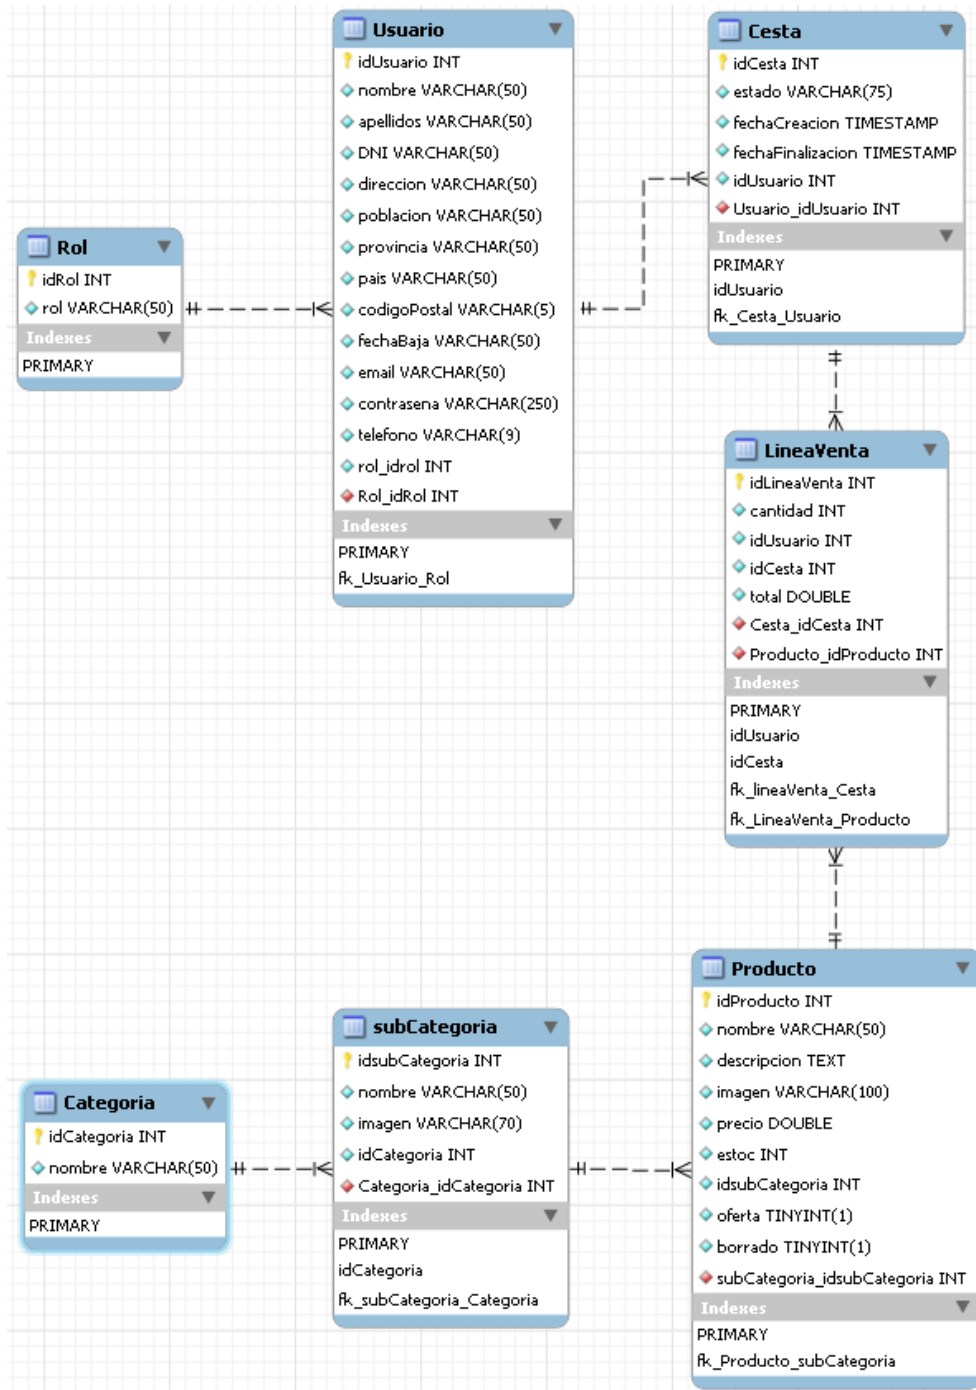 Rol
idRol INT
rol VARCHAR(50)
Indexes
PRIMARY
Usuario
idUsuario INT
nombre VARCHAR(50)
apellidos VARCHAR(50)
DNI VARCHAR(50)
direccion VARCHAR(50)
poblacion VARCHAR(50)
provincia VARCHAR(50)
pais VARCHAR(50)
codigoPostal VARCHAR(5)
fechaBaja VARCHAR(50)
email VARCHAR(50)
contrasena VARCHAR(250)
telefono VARCHAR(9)
rol_idrol INT
Rol_idRol INT
Indexes
PRIMARY
fk_Usuario_Rol
Cesta
idCesta INT
estado VARCHAR(75)
fechaCreacion TIMESTAMP
fechaFinalizacion TIMESTAMP
idUsuario INT
Usuario_idUsuario INT
Indexes
PRIMARY
idUsuario
fk_Cesta_Usuario
LineaVenta
idLineaVenta INT
cantidad INT
idUsuario INT
idCesta INT
total DOUBLE
Cesta_idCesta INT
Producto_idProducto INT
Indexes
PRIMARY
idUsuario
idCesta
fk_lineaVenta_Cesta
fk_LineaVenta_Producto
Categoria
idCategoria INT
nombre VARCHAR(50)
Indexes
PRIMARY
subCategoria
idsubCategoria INT
nombre VARCHAR(50)
imagen VARCHAR(70)
idCategoria INT
Categoria_idCategoria INT
Indexes
PRIMARY
idCategoria
fk_subCategoria_Categoria
Producto
idProducto INT
nombre VARCHAR(50)
descripcion TEXT
imagen VARCHAR(100)
precio DOUBLE
estoc INT
idsubCategoria INT
oferta TINYINT(1)
borrado TINYINT(1)
subCategoria_idsubCategoria INT
Indexes
PRIMARY
fk_Producto_subCategoria